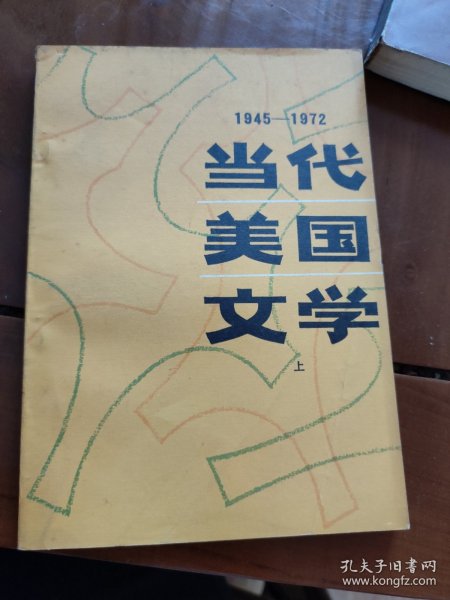 1945—1972
当代
美国
文学
上
孔夫子旧书网
www.kongfz.com